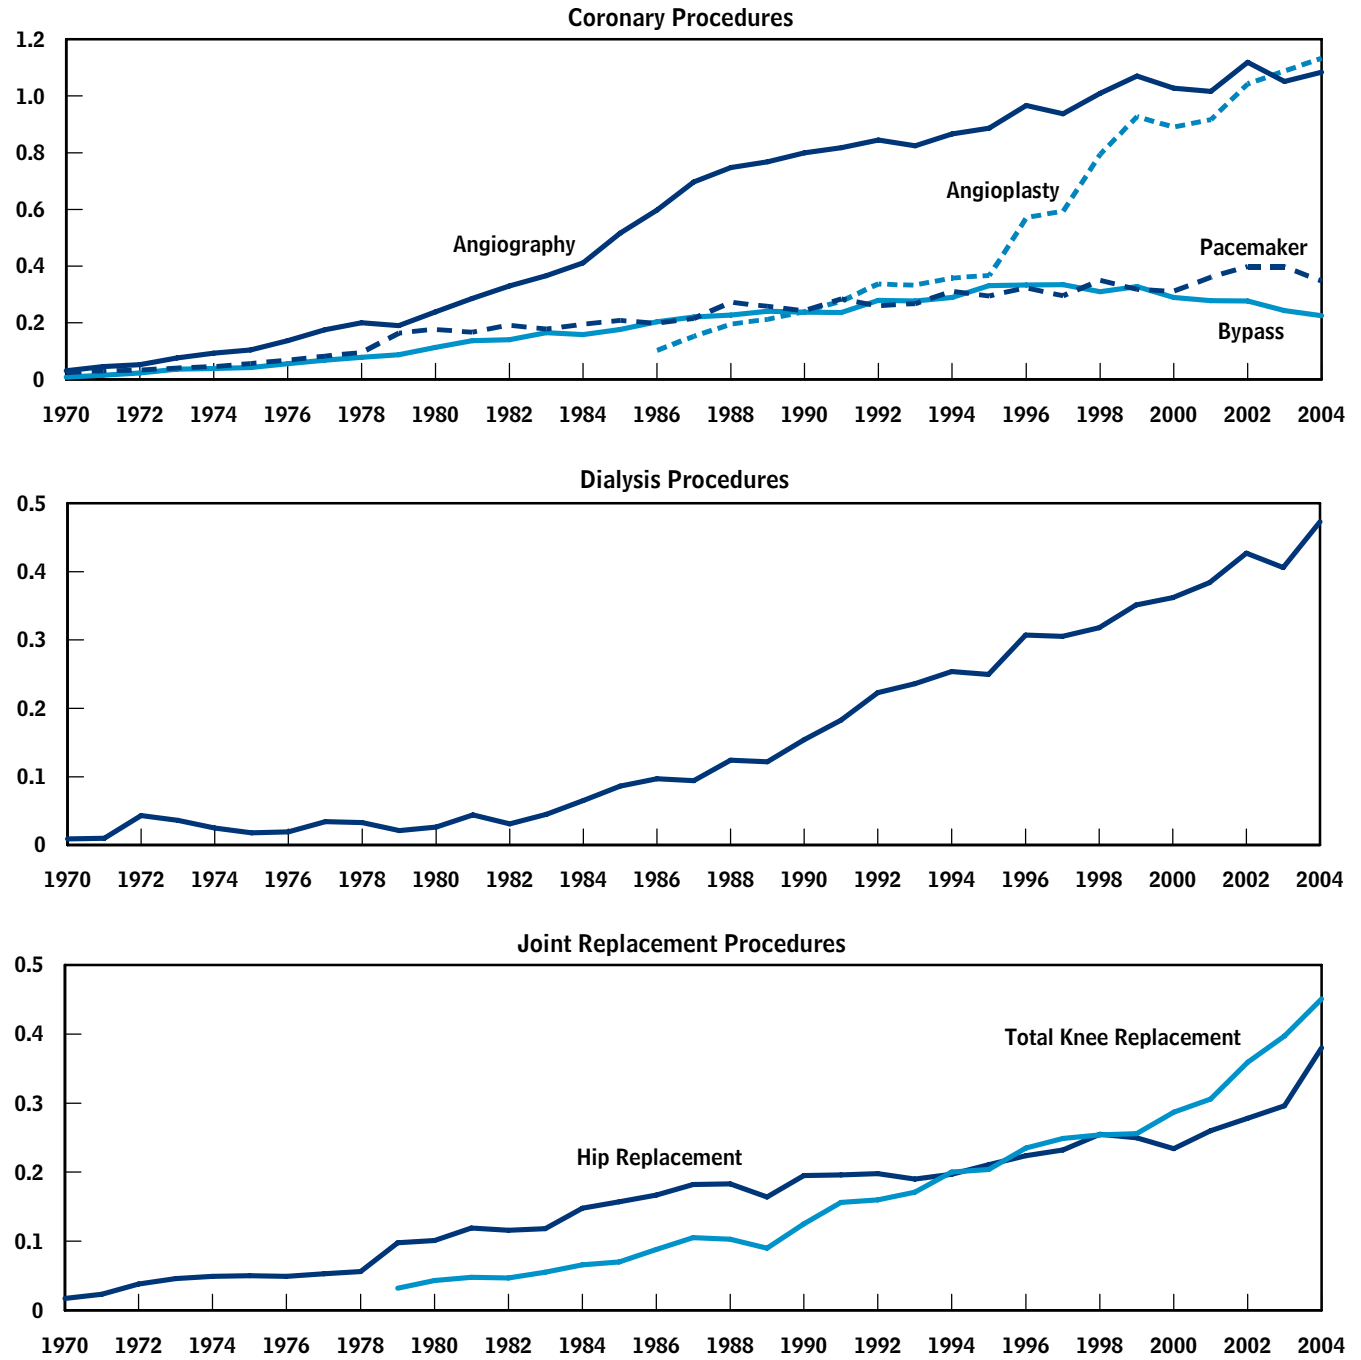 Coronary Procedures
1.2
1.0
0.8
0.6
0.4
0.2
0
Angiography
Angioplasty
Pacemaker
Bypass
1970 1972 1974 1976 1978 1980 1982 1984 1986 1988 1990 1992 1994 1996 1998 2000 2002 2004
Dialysis Procedures
0.5
0.4
0.3
0.2
0.1
0
1970 1972 1974 1976 1978 1980 1982 1984 1986 1988 1990 1992 1994 1996 1998 2000 2002 2004
Joint Replacement Procedures
0.5
0.4
0.3
0.2
0.1
0
Total Knee Replacement
Hip Replacement
1970 1972 1974 1976 1978 1980 1982 1984 1986 1988 1990 1992 1994 1996 1998 2000 2002 2004